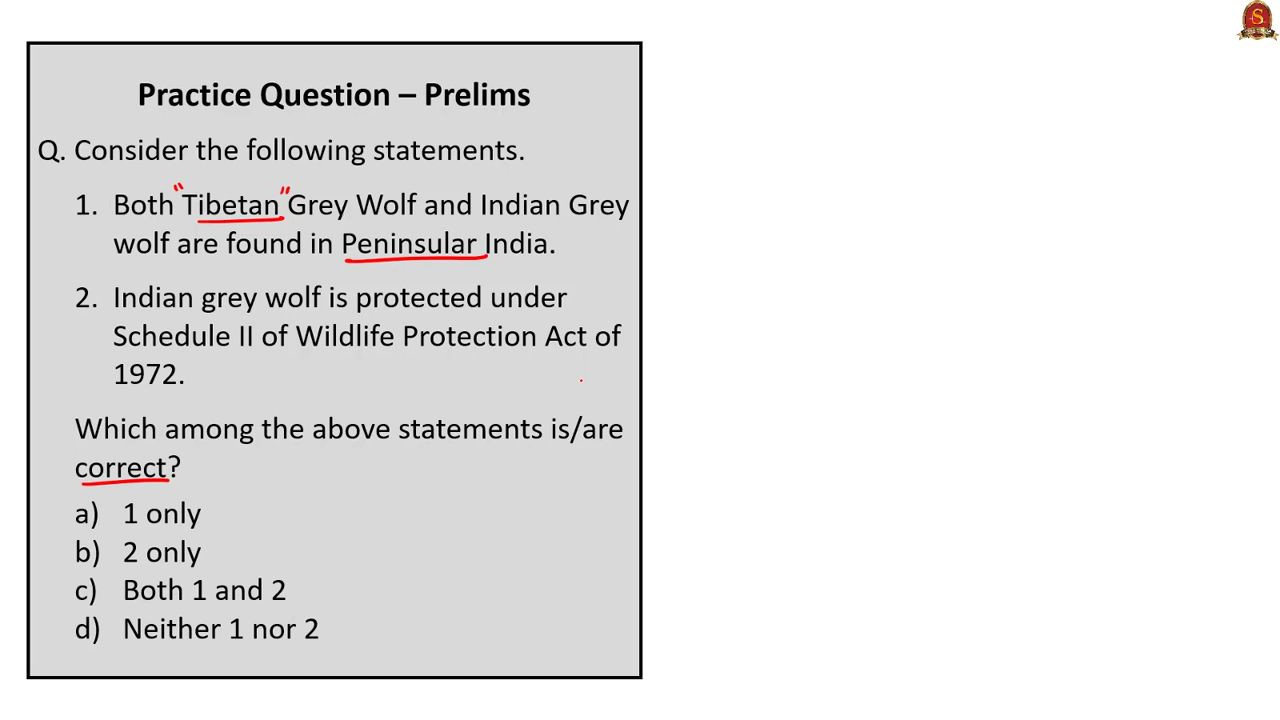 Practice Question – Prelims
Q. Consider the following statements.
1. Both "Tibetan" Grey Wolf and Indian Grey
wolf are found in Peninsular India.
2. Indian grey wolf is protected under
Schedule II of Wildlife Protection Act of
1972.
Which among the above statements is/are
correct?
a) 1 only
b) 2 only
c) Both 1 and 2
d) Neither 1 nor 2